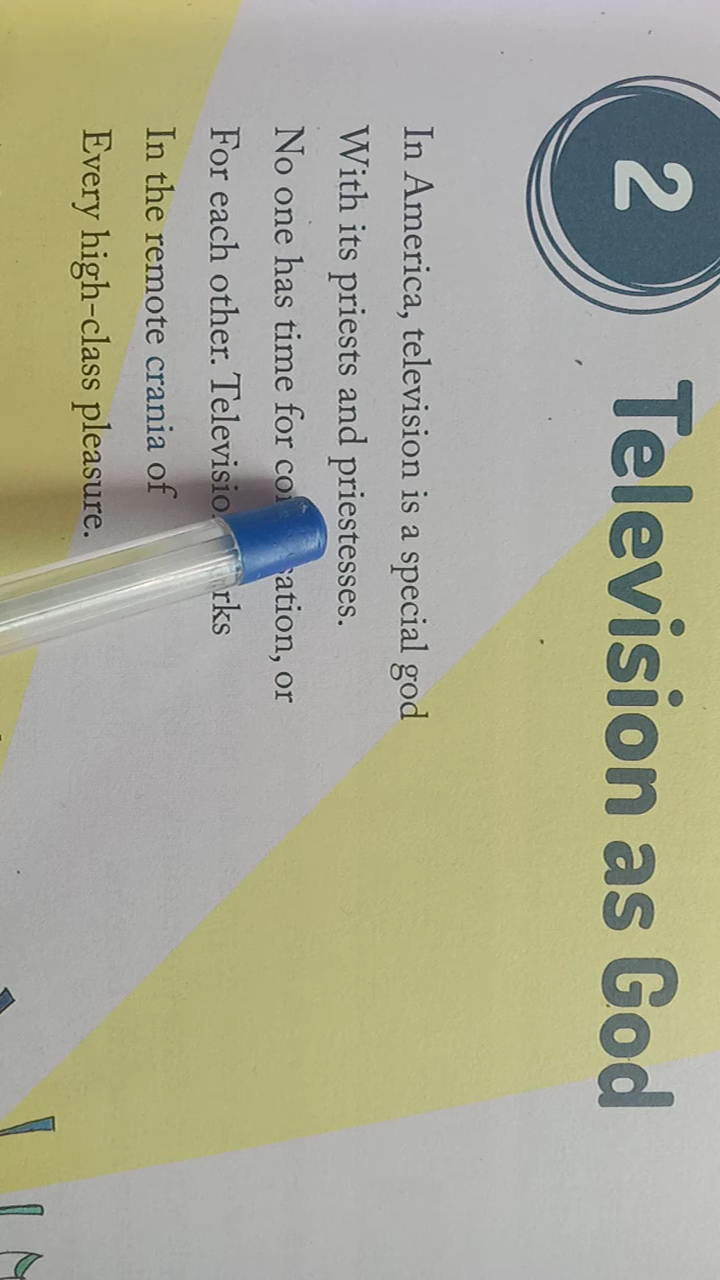 2
Television as God
In America, television is a special god
With its priests and priestesses.
No one has time for or
For each other.
In the remote crania of
Every high-class pleasure.